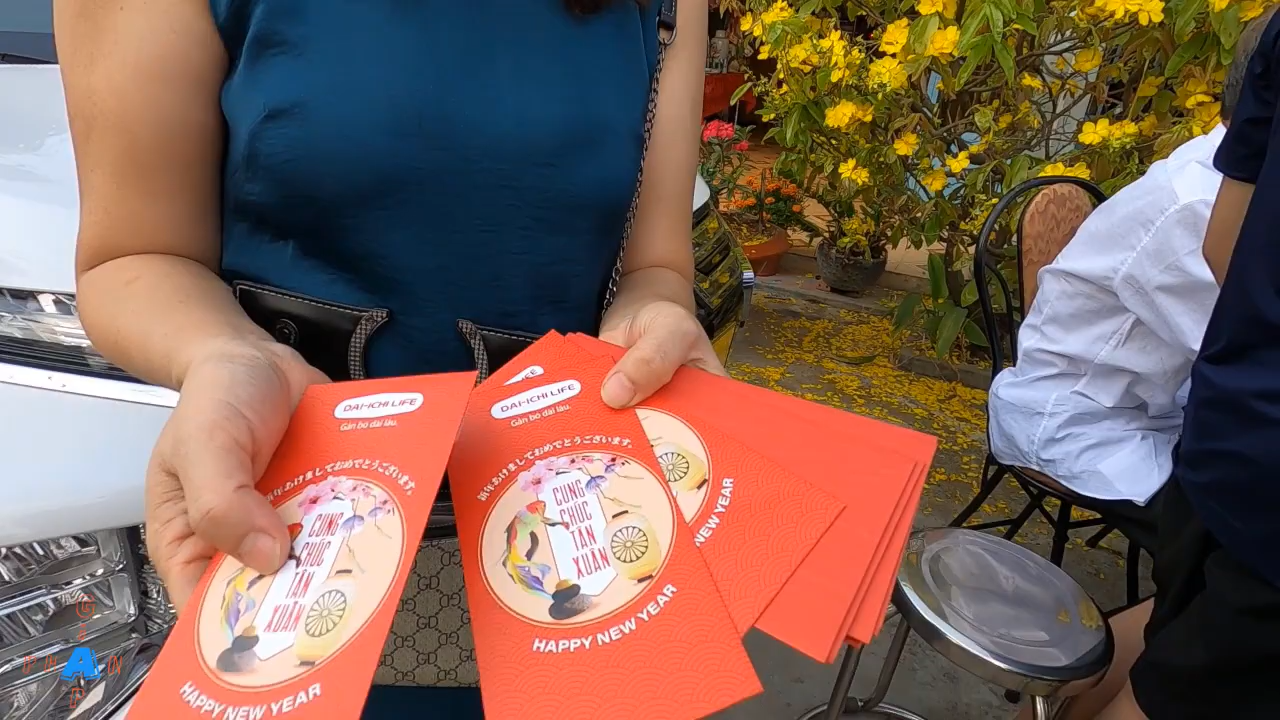 DAI-ICHI LIFE
Gắn bó dài lâu.
新年あけましておめでとうございます。
CUNG
CHÚC
TÂN
XUÂN
HAPPY NEW YEAR
DAI-ICHI LIFE
Gắn bó dài lâu.
新年あけましておめでとうございます。
CUNG
CHÚC
TÂN
XUÂN
HAPPY NEW YEAR
NEW YEAR